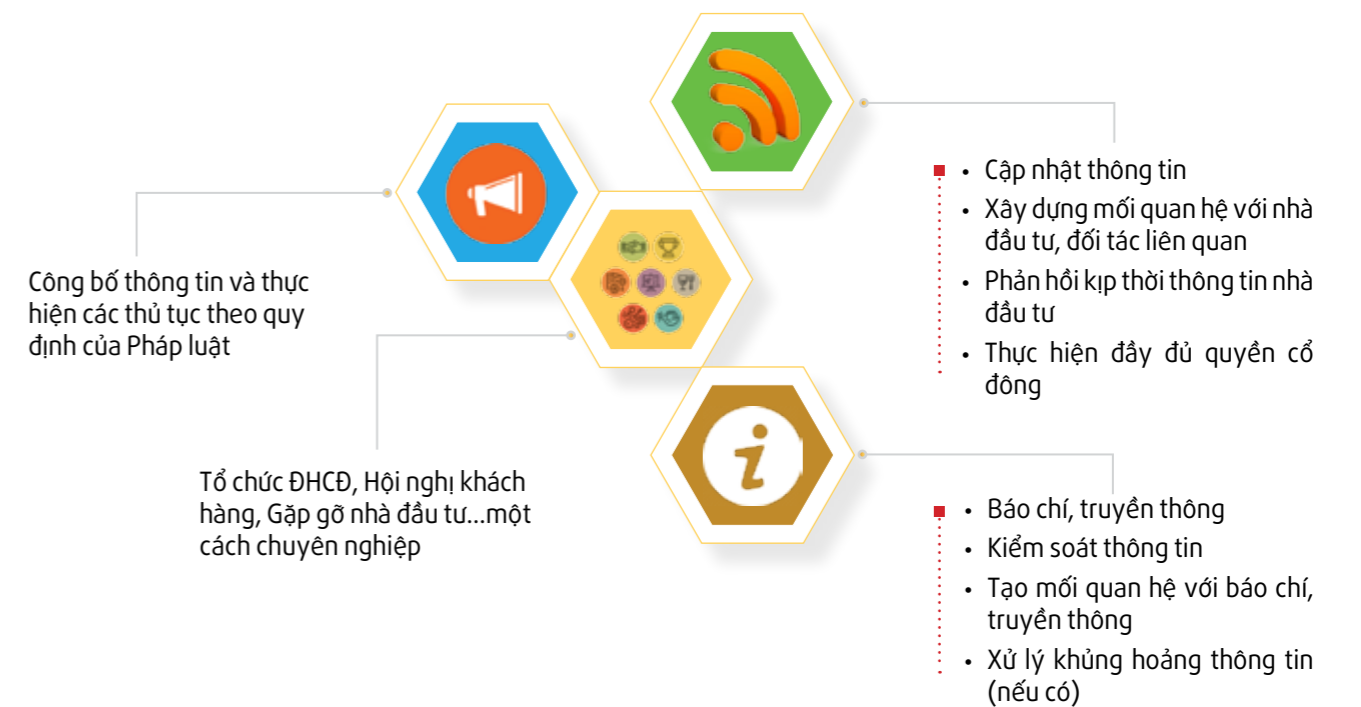 Công bố thông tin và thực
hiện các thủ tục theo quy
định của Pháp luật
Tổ chức ĐHCĐ, Hội nghị khách
hàng, Gặp gỡ nhà đầu tư...một
cách chuyên nghiệp
• Cập nhật thông tin
• Xây dựng mối quan hệ với nhà
đầu tư, đối tác liên quan
• Phản hồi kịp thời thông tin nhà
đầu tư
• Thực hiện đầy đủ quyền cổ
đông
• Báo chí, truyền thông
• Kiểm soát thông tin
• Tạo mối quan hệ với báo chí,
truyền thông
• Xử lý khủng hoảng thông tin
(nếu có)